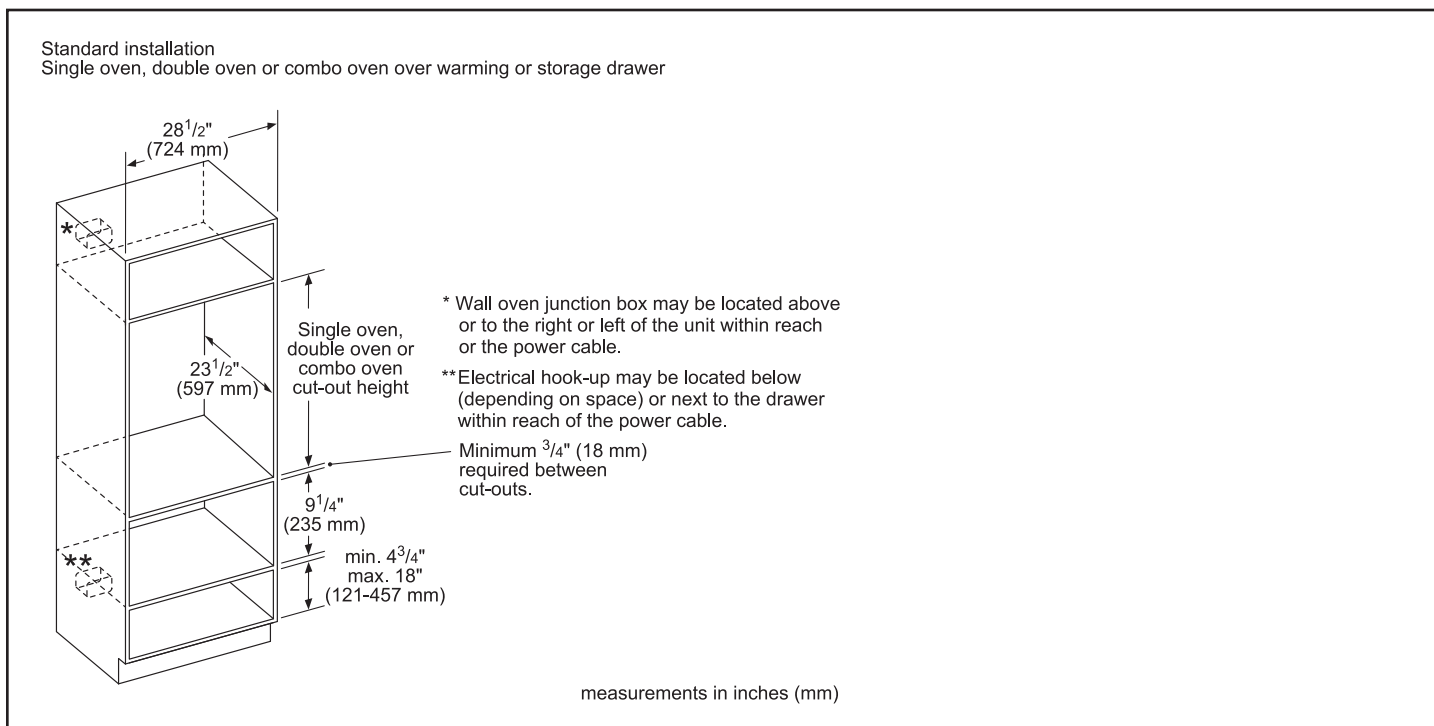 Standard installation
Single oven, double oven or combo oven over warming or storage drawer
28 1/2"
(724 mm)
*
Single oven,
double oven or
combo oven
cut-out height
23 1/2"
(597 mm)
* Wall oven junction box may be located above
or to the right or left of the unit within reach
or the power cable.
**Electrical hook-up may be located below
(depending on space) or next to the drawer
within reach of the power cable.
Minimum 3/4" (18 mm)
required between
cut-outs.
9 1/4"
(235 mm)
**
min. 4 3/4"
max. 18"
(121-457 mm)
measurements in inches (mm)